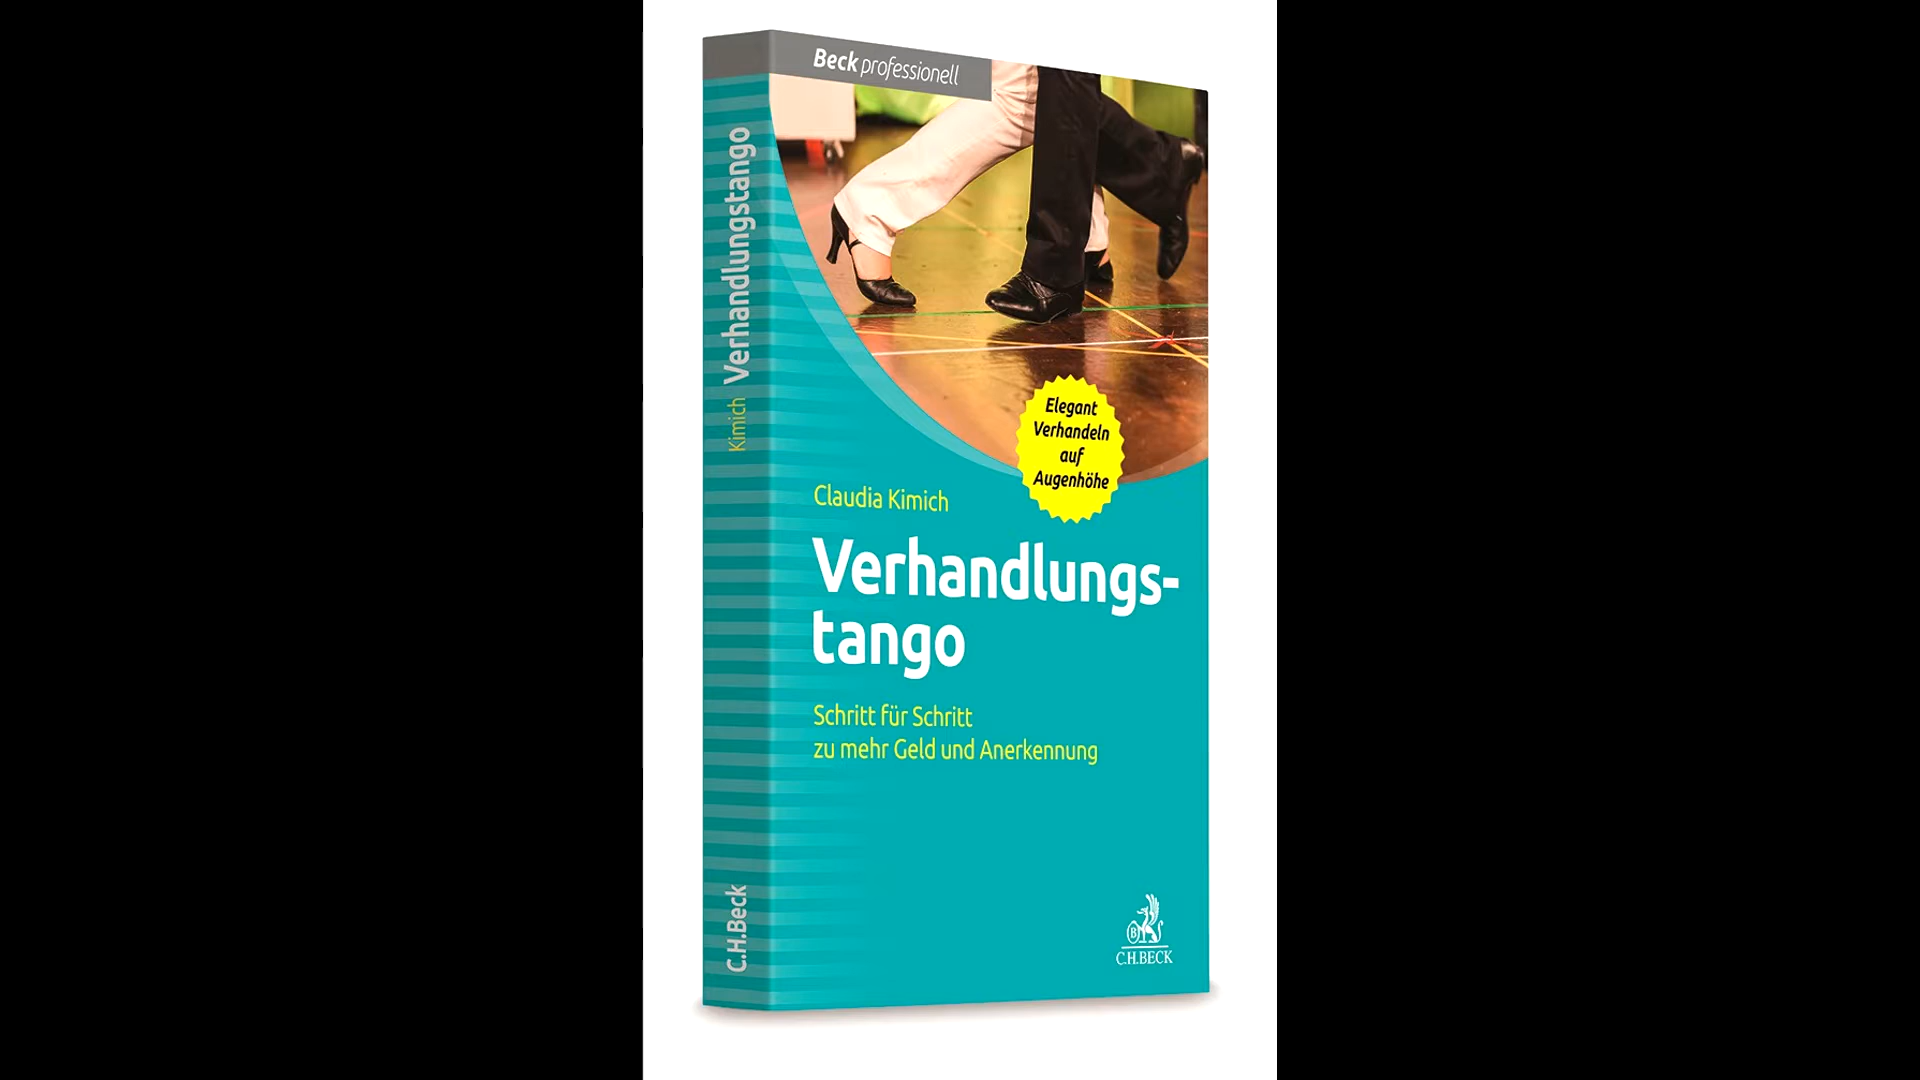 Beck professionell
Kimich Verhandlungstango
C.H.Beck
Elegant
Verhandeln
auf
Augenhöhe
Claudia Kimich
Verhandlungs-
tango
Schritt für Schritt
zu mehr Geld und Anerkennung
B
C.H.BECK